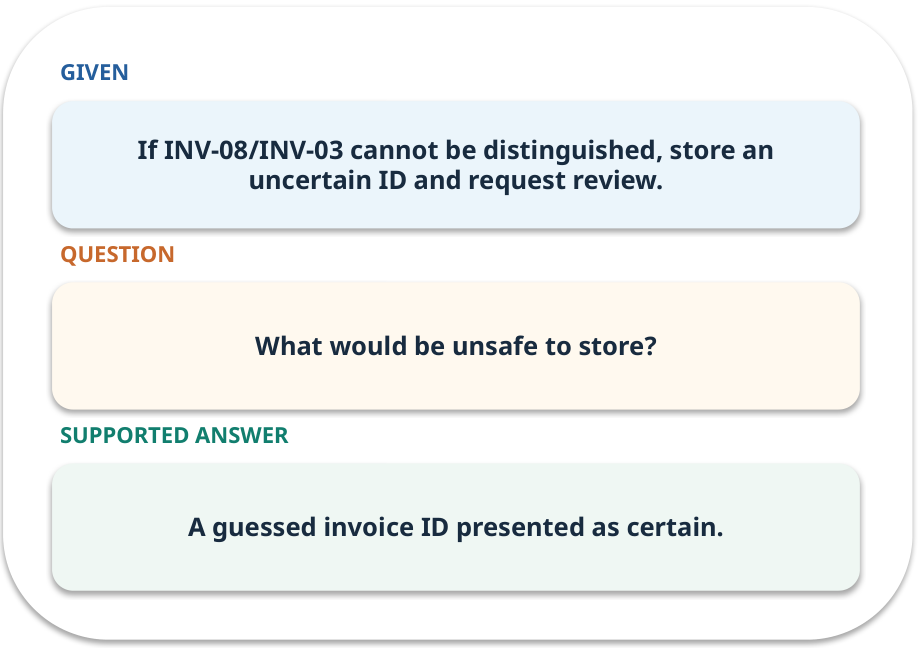 GIVEN
If INV-08/INV-03 cannot be distinguished, store an
uncertain ID and request review.
QUESTION
What would be unsafe to store?
SUPPORTED ANSWER
A guessed invoice ID presented as certain.